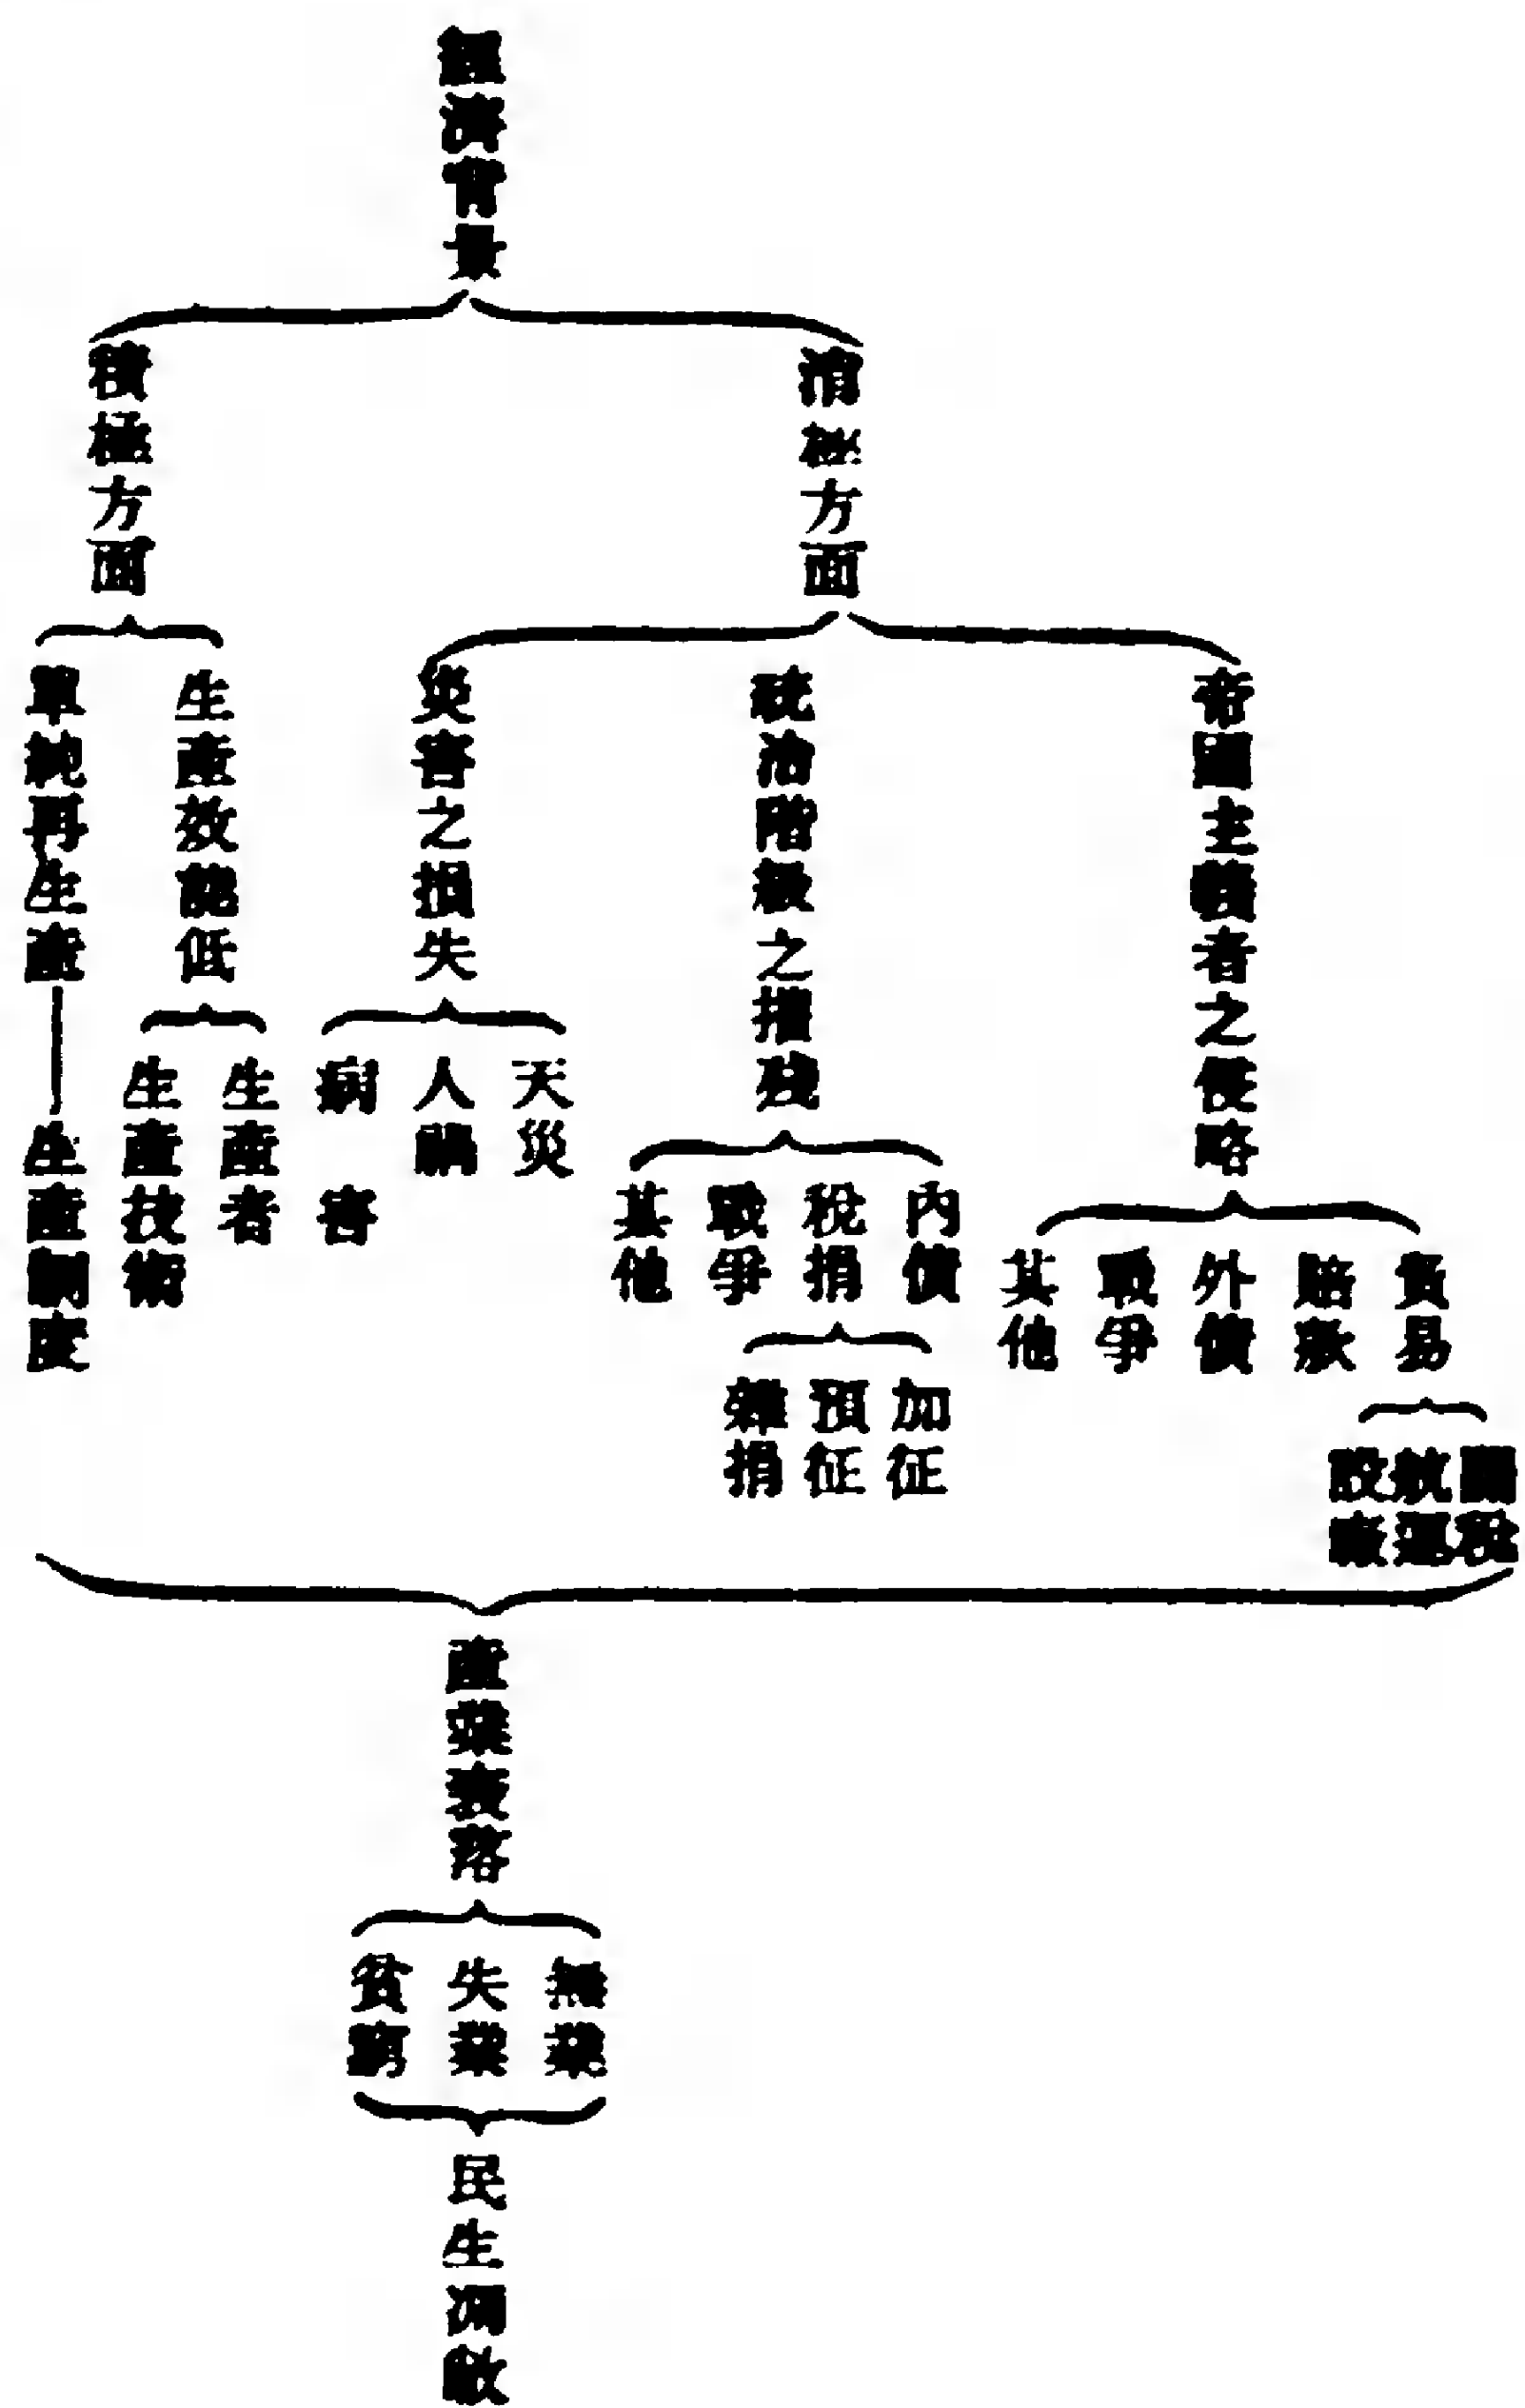 經濟背景
消極方面
積極方面
帝國主義者之侵略
統治階級之摧殘
災害之損失
生產效能低
單純再生產
貿易
賠款
外債
戰爭
其他
內債
稅捐
戰爭
其他
天災
人禍
病害
生產者
生產技術
生產制度
關稅
航運
設廠
加征
預征
雜捐
產業衰落
無業
失業
貧窮
民生凋敝